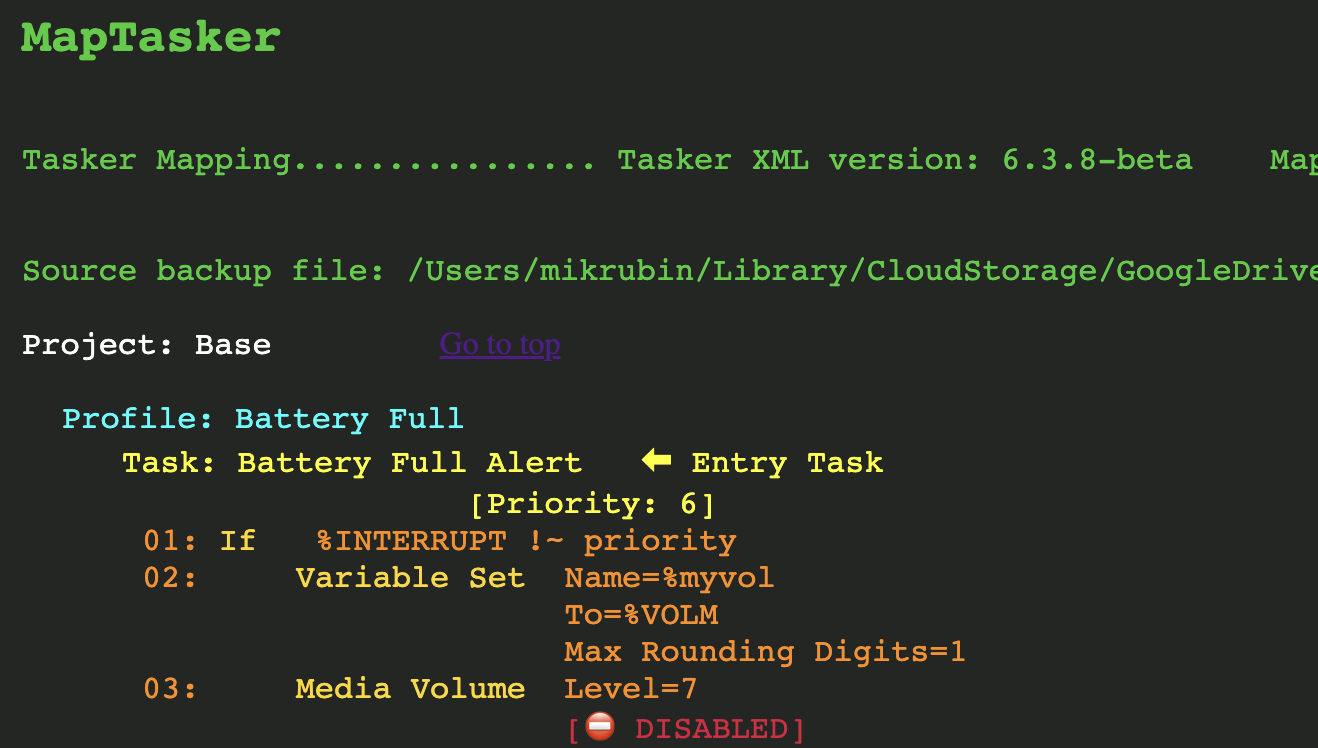 MapTasker
Tasker Mapping................ Tasker XML version: 6.3.8-beta Map
Source backup file: /Users/mikrubin/Library/CloudStorage/GoogleDrive
Project: Base Go to top
Profile: Battery Full
Task: Battery Full Alert ⬅ Entry Task
[Priority: 6]
01: If %INTERRUPT !~ priority
02: Variable Set Name=%myvol
To=%VOLM
Max Rounding Digits=1
03: Media Volume Level=7
[⛔ DISABLED]